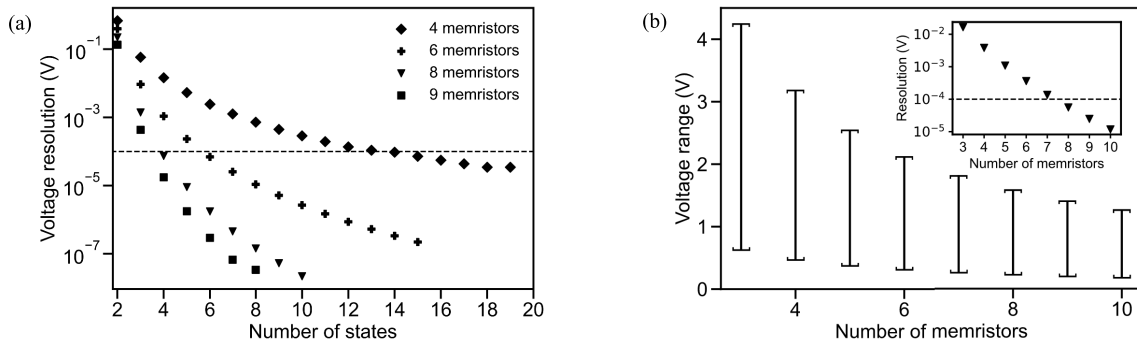 (a)
Voltage resolution (V)
10⁻¹
10⁻³
10⁻⁵
10⁻⁷
4 memristors
6 memristors
8 memristors
9 memristors
2 4 6 8 10 12 14 16 18 20
Number of states
(b)
Voltage range (V)
4
3
2
1
0
4 6 8 10
Number of memristors
Resolution (V)
10⁻²
10⁻³
10⁻⁴
10⁻⁵
3 4 5 6 7 8 9 10
Number of memristors